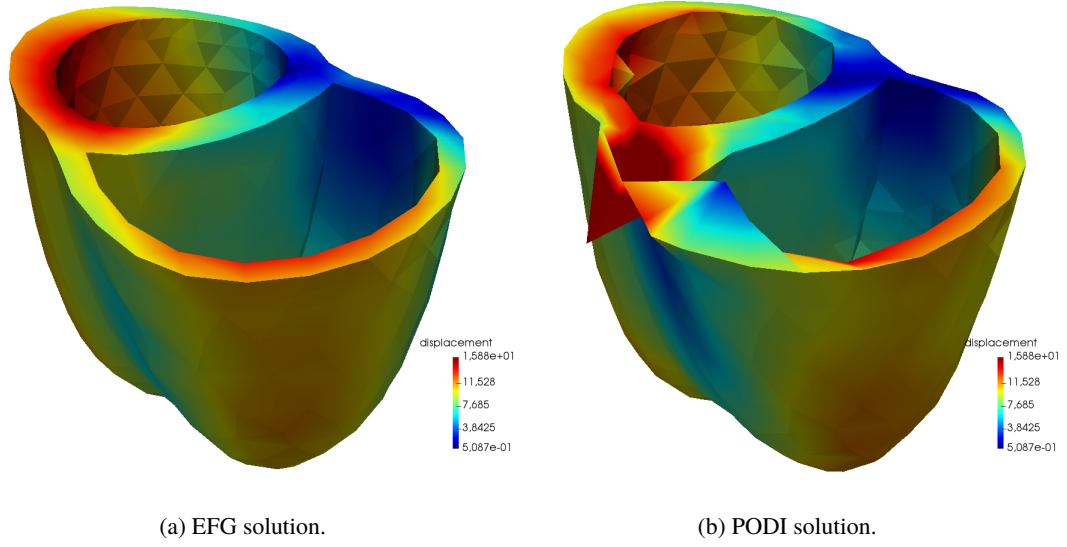 displacement
1,588e+01
11,528
7,685
3,8425
5,087e-01
displacement
1,588e+01
11,528
7,685
3,8425
5,087e-01
(a) EFG solution.
(b) PODI solution.